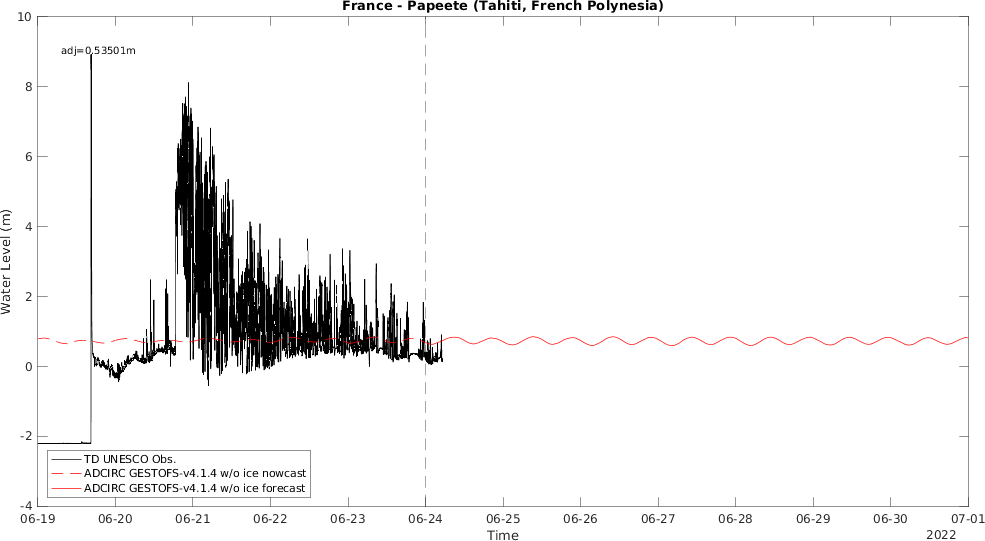 France - Papeete (Tahiti, French Polynesia)
10
8
6
4
2
0
-2
-4
Water Level (m)
adj=0.53501m
TD UNESCO Obs.
ADCIRC GESTOFS-v4.1.4 w/o ice nowcast
ADCIRC GESTOFS-v4.1.4 w/o ice forecast
06-19 06-20 06-21 06-22 06-23 06-24 06-25 06-26 06-27 06-28 06-29 06-30 07-01
Time
2022